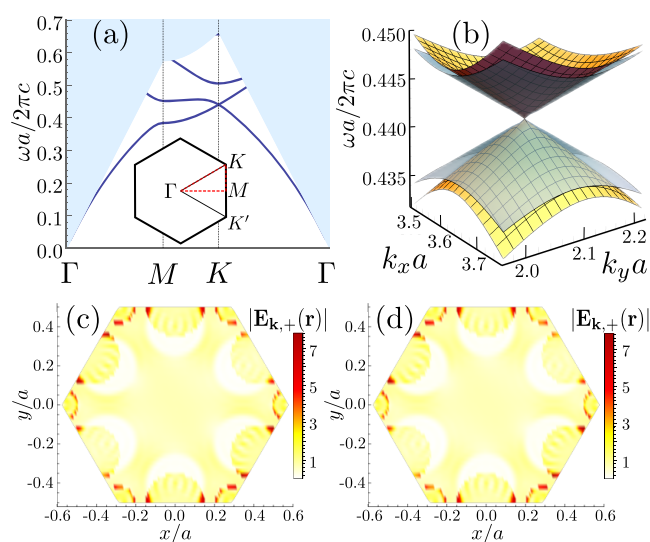 (a)
ωa/2πc
0.7
0.6
0.5
0.4
0.3
0.2
0.1
0.0
Γ
K
M
K′
Γ M K Γ
(b)
ωa/2πc
0.450
0.445
0.440
0.435
3.5
3.6
3.7
k_x a
2.0
2.1
2.2
k_y a
(c)
|E_{k,+}(r)|
7
5
3
1
y/a
0.4
0.2
0.0
-0.2
-0.4
-0.6 -0.4 -0.2 0.0 0.2 0.4 0.6
x/a
(d)
|E_{k,+}(r)|
7
5
3
1
y/a
0.4
0.2
0.0
-0.2
-0.4
-0.6 -0.4 -0.2 0.0 0.2 0.4 0.6
x/a